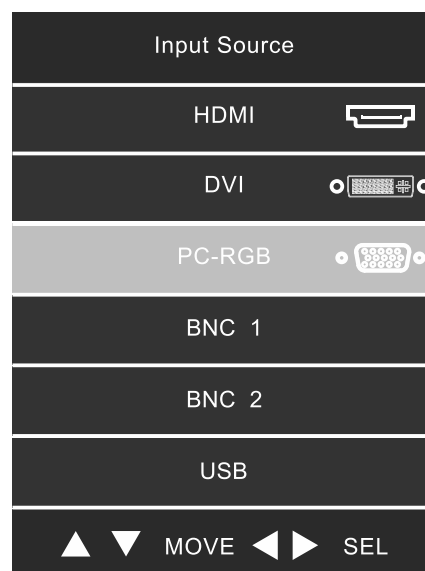 Input Source
HDMI
DVI
PC-RGB
BNC 1
BNC 2
USB
MOVE SEL